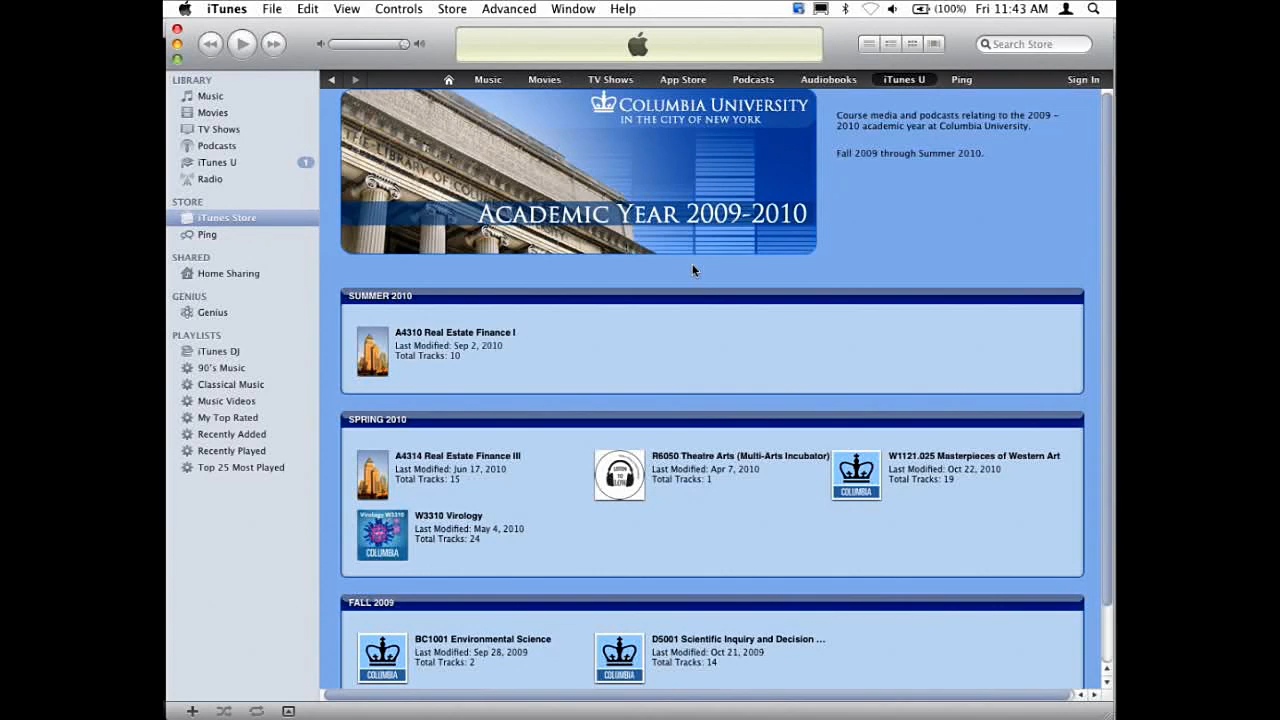 iTunes File Edit View Controls Store Advanced Window Help (100%) Fri 11:43 AM
Search Store
LIBRARY
Music
Movies
TV Shows
Podcasts
iTunes U 1
Radio
STORE
iTunes Store
Ping
SHARED
Home Sharing
GENIUS
Genius
PLAYLISTS
iTunes DJ
90's Music
Classical Music
Music Videos
My Top Rated
Recently Added
Recently Played
Top 25 Most Played
Music Movies TV Shows App Store Podcasts Audiobooks iTunes U Ping Sign In
COLUMBIA UNIVERSITY
IN THE CITY OF NEW YORK
THE LIBRARY OF COLUMBIA
ACADEMIC YEAR 2009-2010
Course media and podcasts relating to the 2009 –
2010 academic year at Columbia University.
Fall 2009 through Summer 2010.
SUMMER 2010
A4310 Real Estate Finance I
Last Modified: Sep 2, 2010
Total Tracks: 10
SPRING 2010
A4314 Real Estate Finance III
Last Modified: Jun 17, 2010
Total Tracks: 15
LISTEN
TO
R6050 Theatre Arts (Multi-Arts Incubator)
Last Modified: Apr 7, 2010
Total Tracks: 1
COLUMBIA
W1121.025 Masterpieces of Western Art
Last Modified: Oct 22, 2010
Total Tracks: 19
Virology W3310
COLUMBIA
W3310 Virology
Last Modified: May 4, 2010
Total Tracks: 24
FALL 2009
COLUMBIA
BC1001 Environmental Science
Last Modified: Sep 28, 2009
Total Tracks: 2
COLUMBIA
D5001 Scientific Inquiry and Decision ...
Last Modified: Oct 21, 2009
Total Tracks: 14